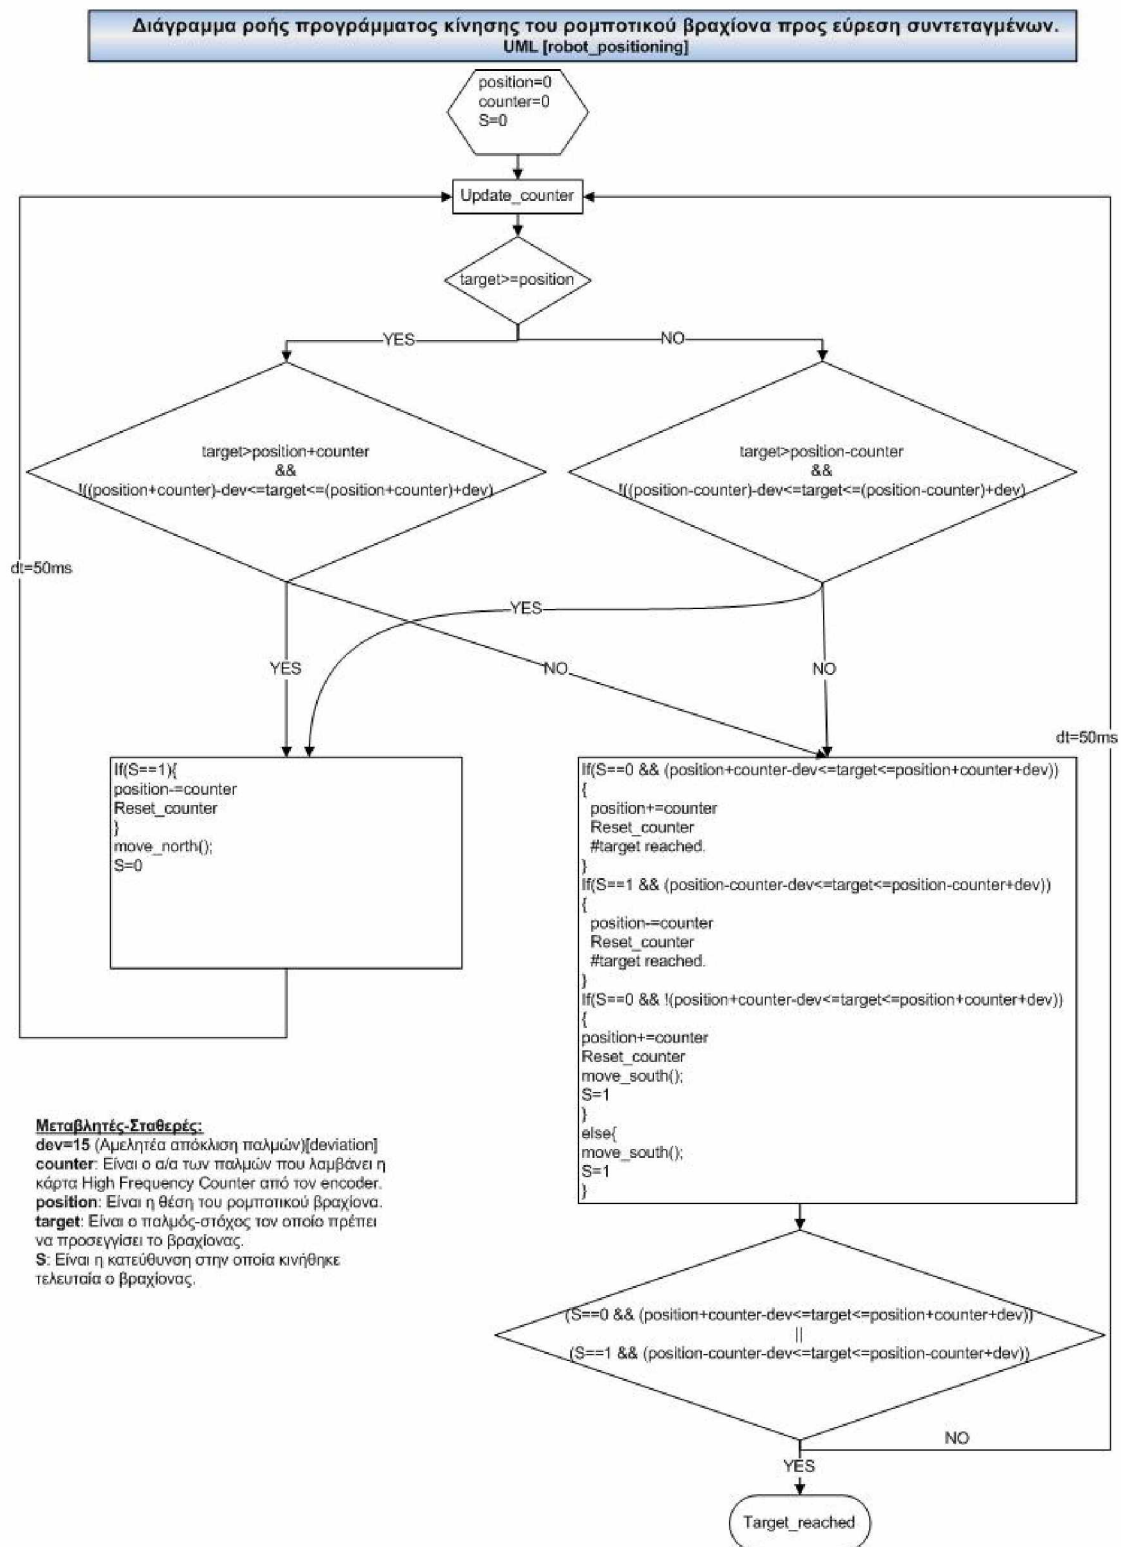 Διάγραμμα ροής προγράμματος κίνησης του ρομποτικού βραχίονα προς εύρεση συντεταγμένων.
UML [robot_positioning]
position=0
counter=0
S=0
Update_counter
target>=position
YES
NO
target>position+counter
&&
!((position+counter)-dev<=target<=(position+counter)+dev)
target>position-counter
&&
!((position-counter)-dev<=target<=(position-counter)+dev)
dt=50ms
YES
YES
NO
NO
dt=50ms
If(S==1){
position-=counter
Reset_counter
}
move_north();
S=0
If(S==0 && (position+counter-dev<=target<=position+counter+dev))
{
position+=counter
Reset_counter
#target reached.
}
If(S==1 && (position-counter-dev<=target<=position-counter+dev))
{
position-=counter
Reset_counter
#target reached.
}
If(S==0 && !(position+counter-dev<=target<=position+counter+dev))
{
position+=counter
Reset_counter
move_south();
S=1
}
else{
move_south();
S=1
}
Μεταβλητές-Σταθερές:
dev=15 (Αμελητέα απόκλιση παλμών)[deviation]
counter: Είναι ο α/α των παλμών που λαμβάνει η
κάρτα High Frequency Counter από τον encoder.
position: Είναι η θέση του ρομποτικού βραχίονα.
target: Είναι ο παλμός-στόχος τον οποίο πρέπει
να προσεγγίσει το βραχίονας.
S: Είναι η κατεύθυνση στην οποία κινήθηκε
τελευταία ο βραχίονας.
(S==0 && (position+counter-dev<=target<=position+counter+dev))
||
(S==1 && (position-counter-dev<=target<=position-counter+dev))
NO
YES
Target_reached